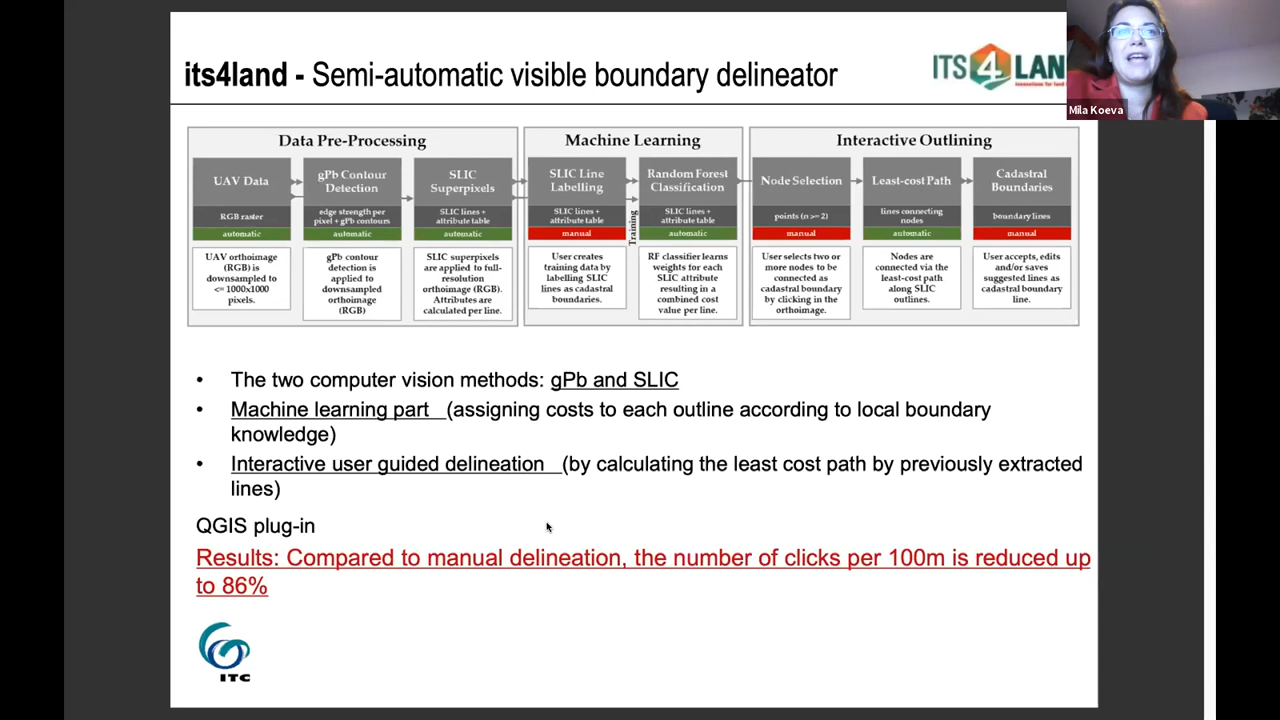 its4land - Semi-automatic visible boundary delineator
ITS4LAN
Mila Koeva
Data Pre-Processing
UAV Data
RGB raster
automatic
UAV orthoimage
(RGB) is
downsampled to
<= 1000x1000
pixels.
gPb Contour
Detection
edge strength per
pixel + gPb contours
automatic
gPb contour
detection is
applied to
downsampled
orthoimage
(RGB)
SLIC
Superpixels
SLIC lines +
attribute table
automatic
SLIC superpixels
are applied to full-
resolution
orthoimage (RGB).
Attributes are
calculated per line.
Machine Learning
SLIC Line
Labelling
SLIC lines +
attribute table
manual
User creates
training data by
labelling SLIC
lines as cadastral
boundaries.
Training
Random Forest
Classification
SLIC lines +
attribute table
automatic
RF classifier learns
weights for each
SLIC attribute
resulting in a
combined cost
value per line.
Interactive Outlining
Node Selection
points (n >= 2)
manual
User selects two
or more nodes to be
connected as
cadastral boundary
by clicking in the
orthoimage.
Least-cost Path
lines connecting
nodes
automatic
Nodes are
connected via the
least-cost path
along SLIC
outlines.
Cadastral
Boundaries
boundary lines
manual
User accepts, edits
and/or saves
suggested lines as
cadastral boundary
line.
• The two computer vision methods: gPb and SLIC
• Machine learning part (assigning costs to each outline according to local boundary
knowledge)
• Interactive user guided delineation (by calculating the least cost path by previously extracted
lines)
QGIS plug-in
Results: Compared to manual delineation, the number of clicks per 100m is reduced up
to 86%
ITC